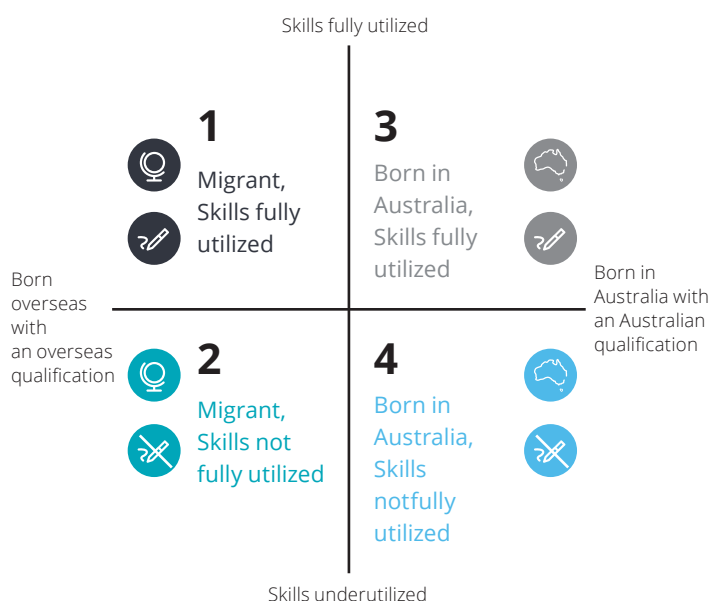 Skills fully utilized
1
Migrant,
Skills fully
utilized
3
Born in
Australia,
Skills fully
utilized
Born
overseas
with
an overseas
qualification
Born in
Australia with
an Australian
qualification
2
Migrant,
Skills not
fully utilized
4
Born in
Australia,
Skills
notfully
utilized
Skills underutilized